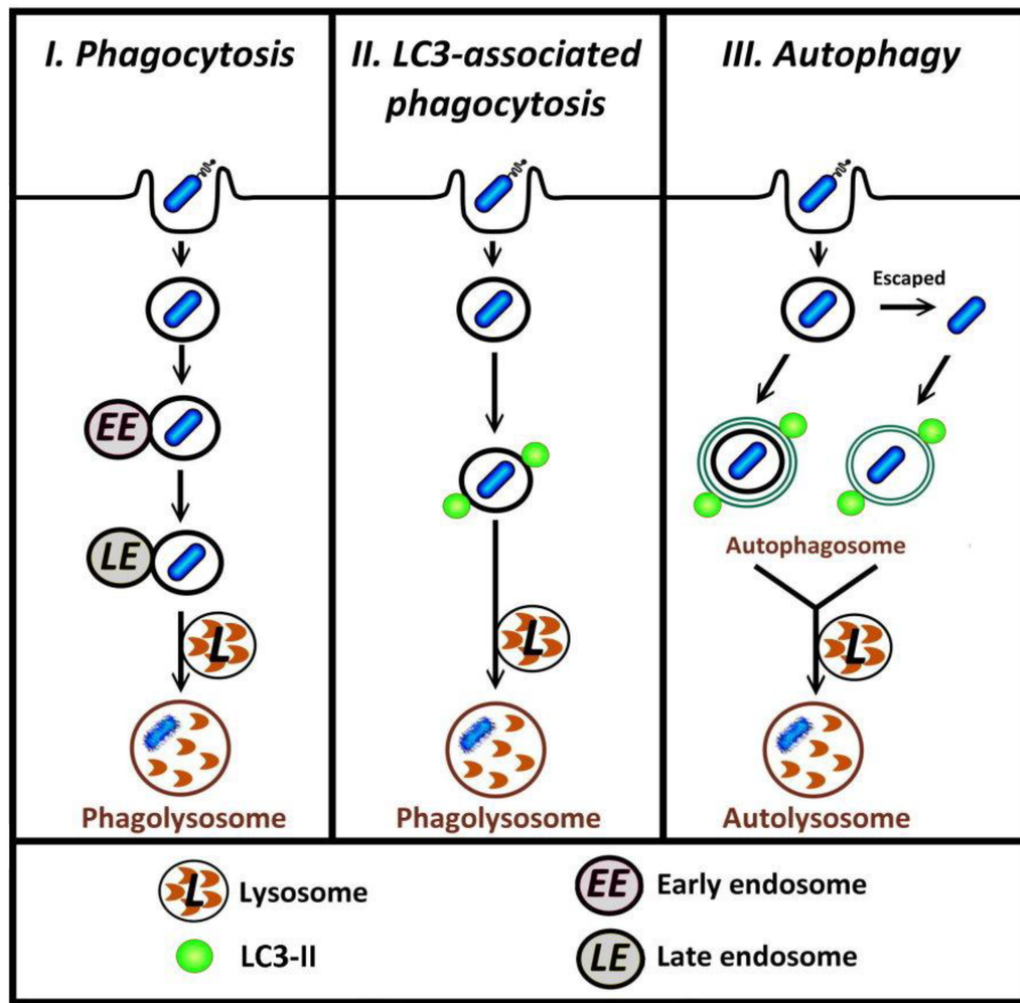 I. Phagocytosis
II. LC3-associated
phagocytosis
III. Autophagy
EE
LE
L
Phagolysosome
L
Phagolysosome
Escaped
Autophagosome
L
Autolysosome
L Lysosome
EE Early endosome
LC3-II
LE Late endosome